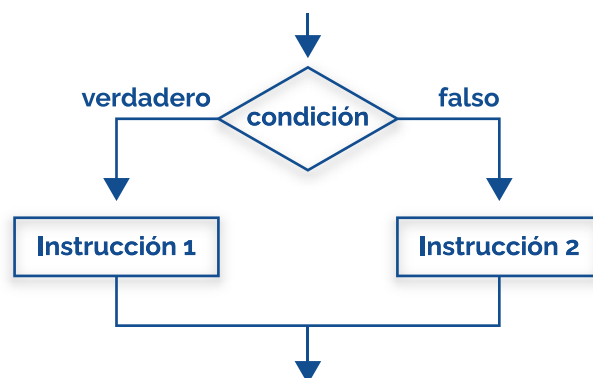 verdadero
falso
condición
Instrucción 1
Instrucción 2